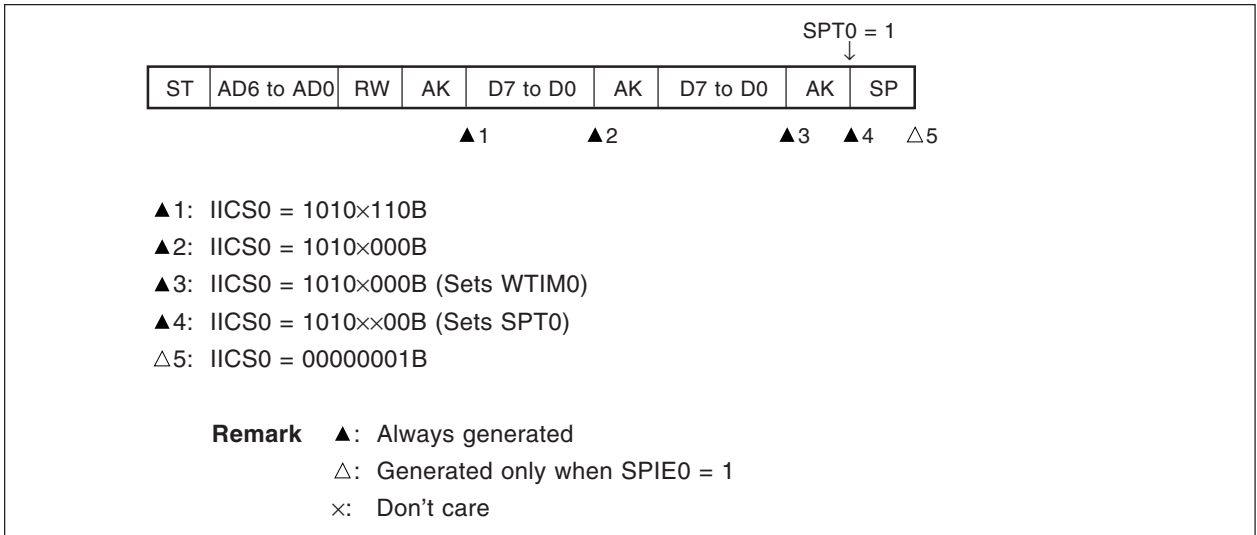 SPT0 = 1
↓
ST AD6 to AD0 RW AK D7 to D0 AK D7 to D0 AK SP
▲1 ▲2 ▲3 ▲4 △5
▲1: IICS0 = 1010×110B
▲2: IICS0 = 1010×000B
▲3: IICS0 = 1010×000B (Sets WTIM0)
▲4: IICS0 = 1010××00B (Sets SPT0)
△5: IICS0 = 00000001B
Remark ▲: Always generated
△: Generated only when SPIE0 = 1
×: Don't care